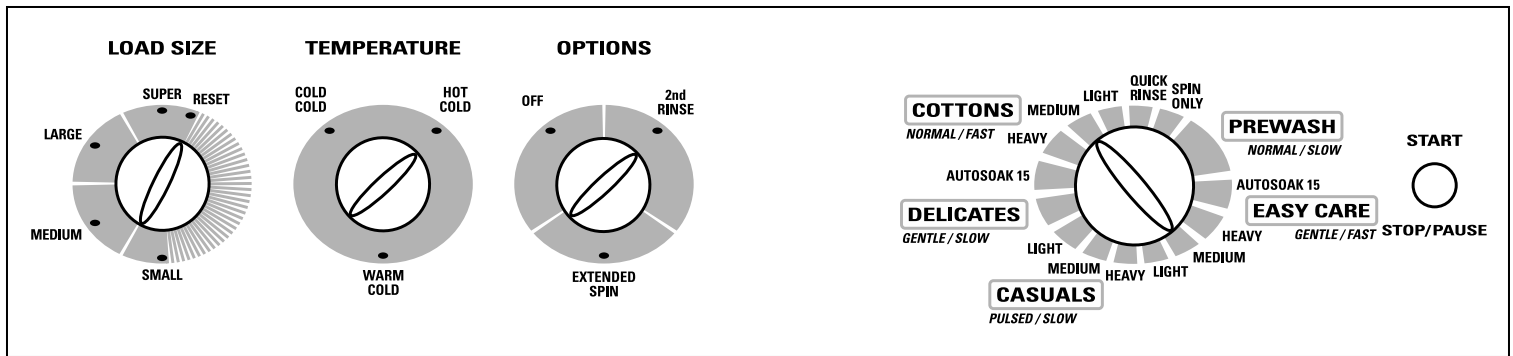 LOAD SIZE
SUPER
RESET
LARGE
MEDIUM
SMALL
TEMPERATURE
COLD
COLD
HOT
COLD
WARM
COLD
OPTIONS
OFF
2nd
RINSE
EXTENDED
SPIN
COTTONS
NORMAL / FAST
HEAVY
MEDIUM
LIGHT
QUICK
RINSE
SPIN
ONLY
PREWASH
NORMAL / SLOW
AUTOSOAK 15
AUTOSOAK 15
EASY CARE
GENTLE / FAST
HEAVY
MEDIUM
LIGHT
DELICATES
GENTLE / SLOW
LIGHT
MEDIUM
HEAVY
CASUALS
PULSED / SLOW
START
STOP/PAUSE